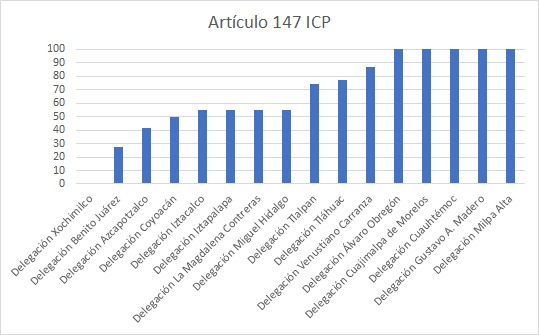 Artículo 147 ICP
100
90
80
70
60
50
40
30
20
10
0
Delegación Xochimilco
Delegación Benito Juárez
Delegación Azcapotzalco
Delegación Coyoacán
Delegación Iztacalco
Delegación Iztapalapa
Delegación La Magdalena Contreras
Delegación Miguel Hidalgo
Delegación Tlalpan
Delegación Tláhuac
Delegación Venustiano Carranza
Delegación Álvaro Obregón
Delegación Cuajimalpa de Morelos
Delegación Cuauhtémoc
Delegación Gustavo A. Madero
Delegación Milpa Alta